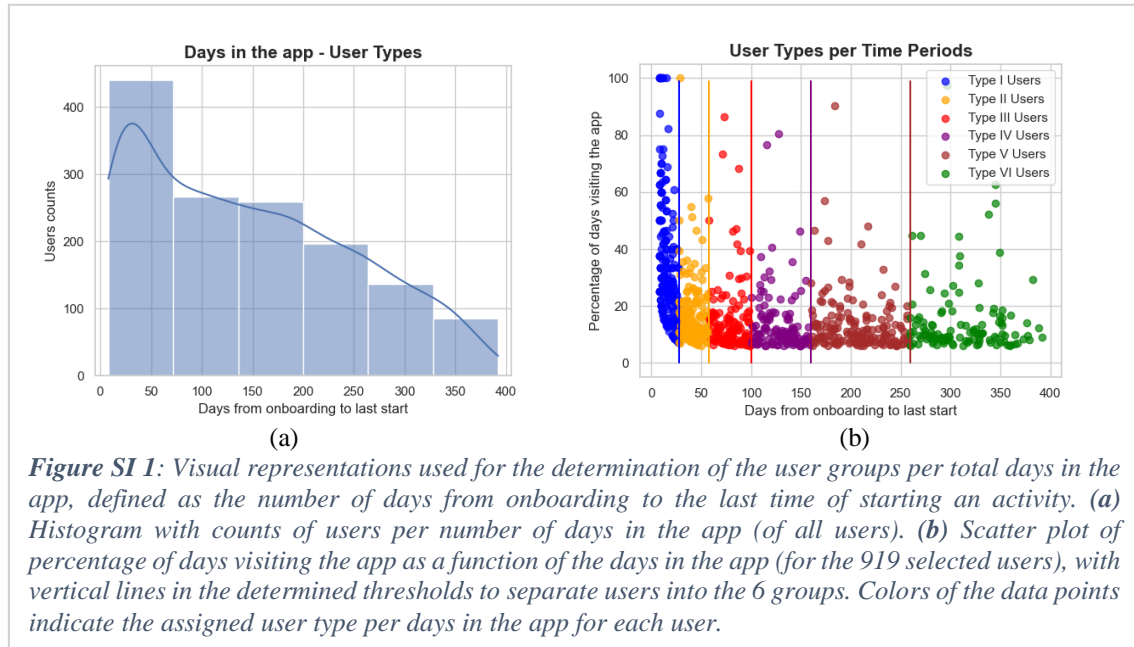 Days in the app - User Types
400
300
200
100
0
Users counts
0 50 100 150 200 250 300 350 400
Days from onboarding to last start
(a)
User Types per Time Periods
100
80
60
40
20
0
Percentage of days visiting the app
Type I Users
Type II Users
Type III Users
Type IV Users
Type V Users
Type VI Users
0 50 100 150 200 250 300 350 400
Days from onboarding to last start
(b)
Figure SI 1: Visual representations used for the determination of the user groups per total days in the
app, defined as the number of days from onboarding to the last time of starting an activity. (a)
Histogram with counts of users per number of days in the app (of all users). (b) Scatter plot of
percentage of days visiting the app as a function of the days in the app (for the 919 selected users), with
vertical lines in the determined thresholds to separate users into the 6 groups. Colors of the data points
indicate the assigned user type per days in the app for each user.